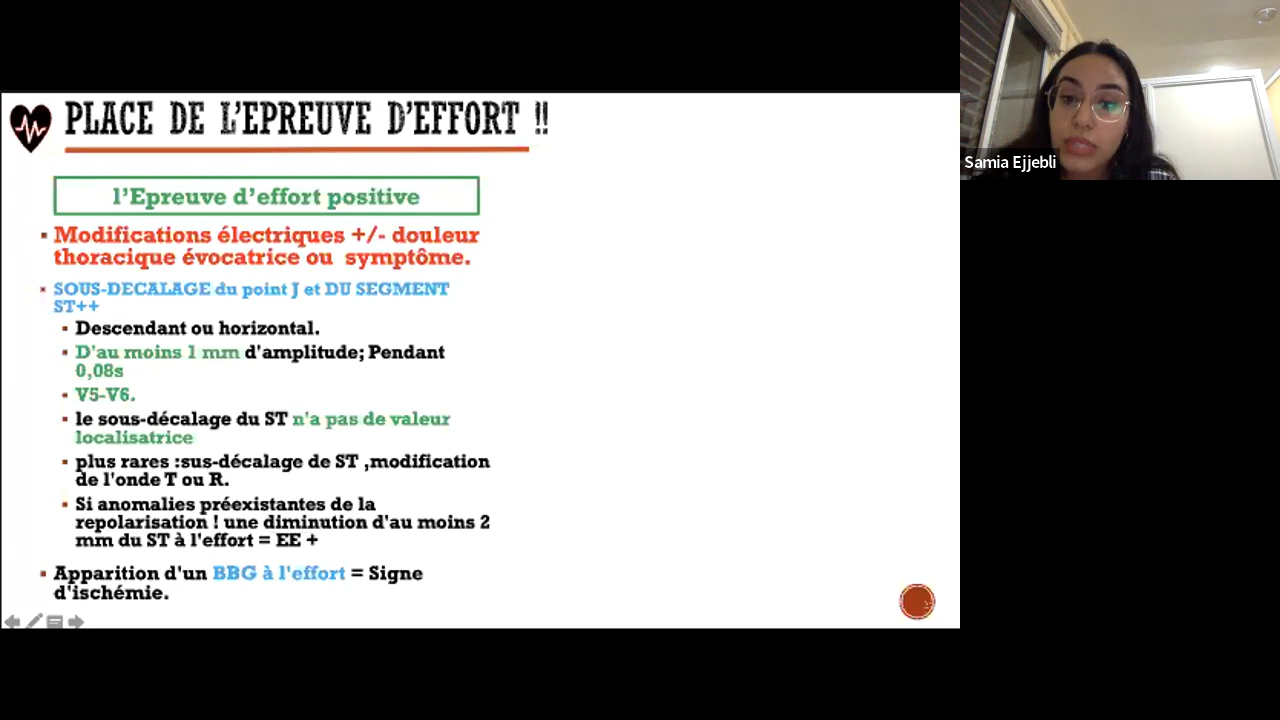 PLACE DE L'EPREUVE D'EFFORT !!
l'Epreuve d'effort positive
▪ Modifications électriques +/- douleur
thoracique évocatrice ou symptôme.
▪ SOUS-DECALAGE du point J et DU SEGMENT
ST++
▪ Descendant ou horizontal.
▪ D'au moins 1 mm d'amplitude; Pendant
0,08s
▪ V5-V6.
▪ le sous-décalage du ST n'a pas de valeur
localisatrice
▪ plus rares :sus-décalage de ST ,modification
de l'onde T ou R.
▪ Si anomalies préexistantes de la
repolarisation ! une diminution d'au moins 2
mm du ST à l'effort = EE +
▪ Apparition d'un BBG à l'effort = Signe
d'ischémie.
Samia Ejjebli